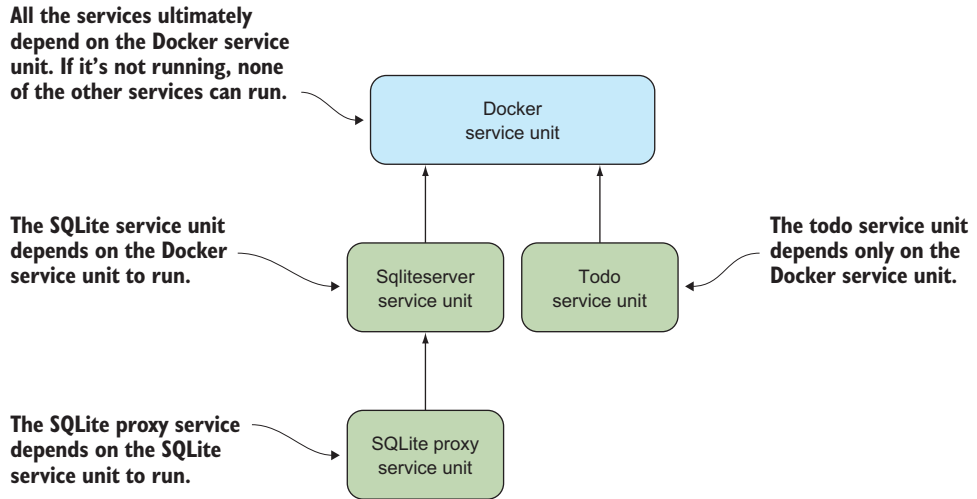 All the services ultimately
depend on the Docker service
unit. If it's not running, none
of the other services can run.
Docker
service unit
The SQLite service unit
depends on the Docker
service unit to run.
Sqliteserver
service unit
Todo
service unit
The todo service unit
depends only on the
Docker service unit.
The SQLite proxy service
depends on the SQLite
service unit to run.
SQLite proxy
service unit